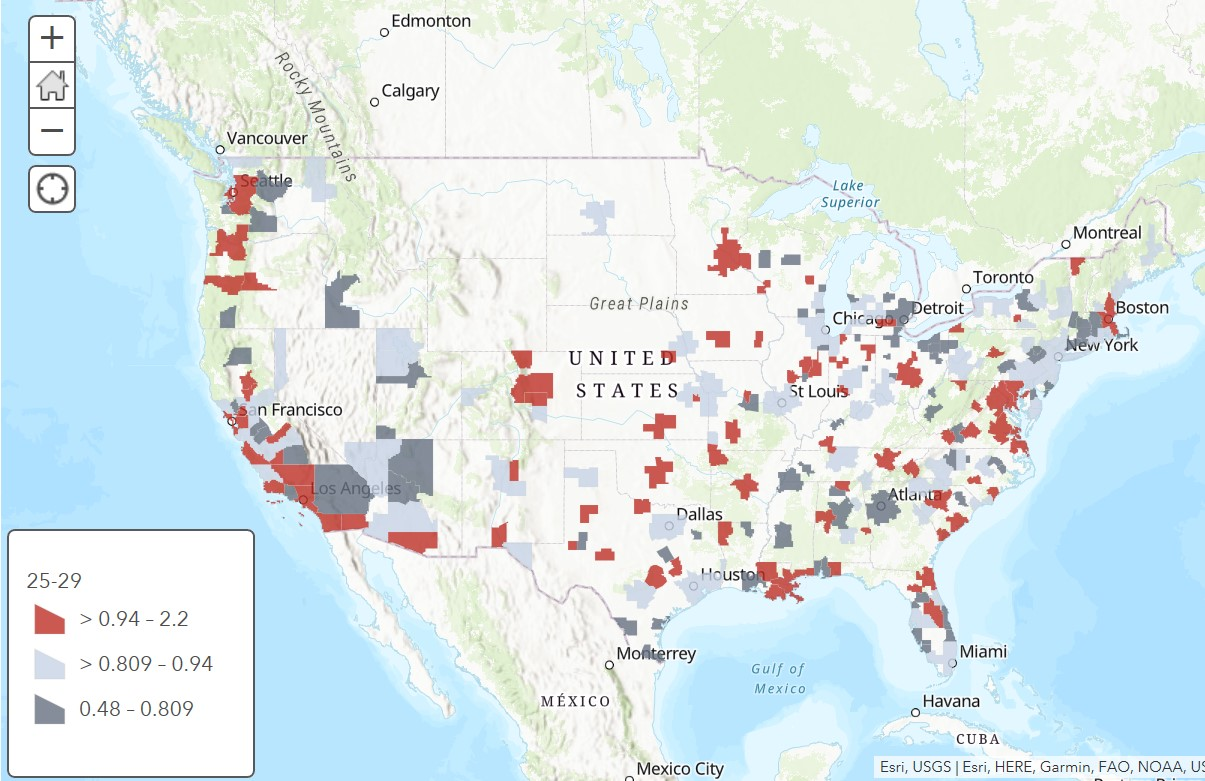 Edmonton
Rocky Mountains
Calgary
Vancouver
Seattle
Lake
Superior
Montreal
Toronto
Great Plains
Chicago
Detroit
Boston
New York
UNITED
STATES
St Louis
San Francisco
Los Angeles
Atlanta
Dallas
Houston
Monterrey
Miami
Gulf of
Mexico
MÉXICO
Havana
CUBA
Mexico City
25-29
> 0.94 - 2.2
> 0.809 - 0.94
0.48 - 0.809
Esri, USGS | Esri, HERE, Garmin, FAO, NOAA, US